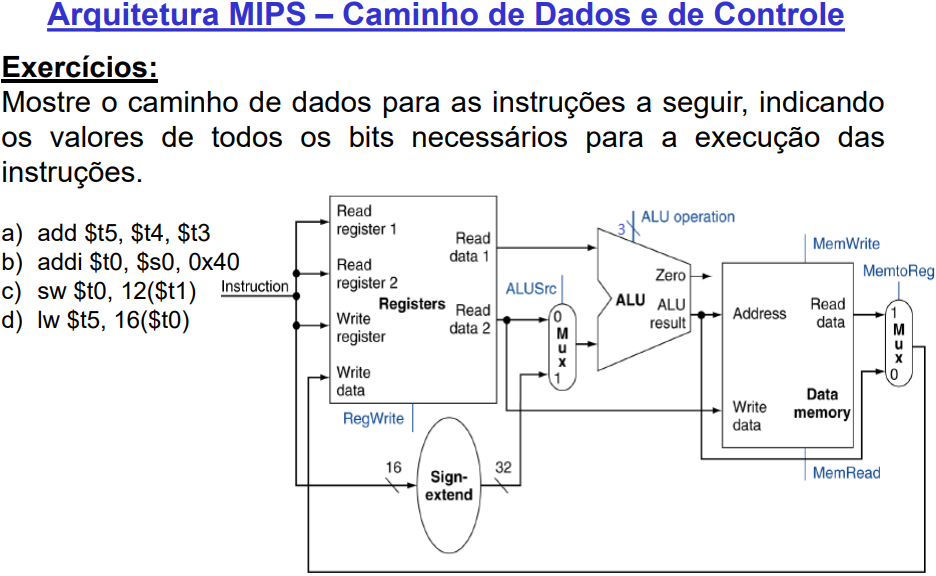 Arquitetura MIPS – Caminho de Dados e de Controle
Exercícios:
Mostre o caminho de dados para as instruções a seguir, indicando
os valores de todos os bits necessários para a execução das
instruções.
a) add $t5, $t4, $t3
b) addi $t0, $s0, 0x40
c) sw $t0, 12($t1)
d) lw $t5, 16($t0)
Instruction
Read
register 1
Read
register 2
Registers
Write
register
Write
data
Read
data 1
Read
data 2
RegWrite
16
Sign-
extend
32
ALUSrc
0
M
u
x
1
3
ALU operation
Zero
ALU
ALU
result
MemWrite
Address
Read
data
Write
data
Data
memory
MemRead
MemtoReg
1
M
u
x
0